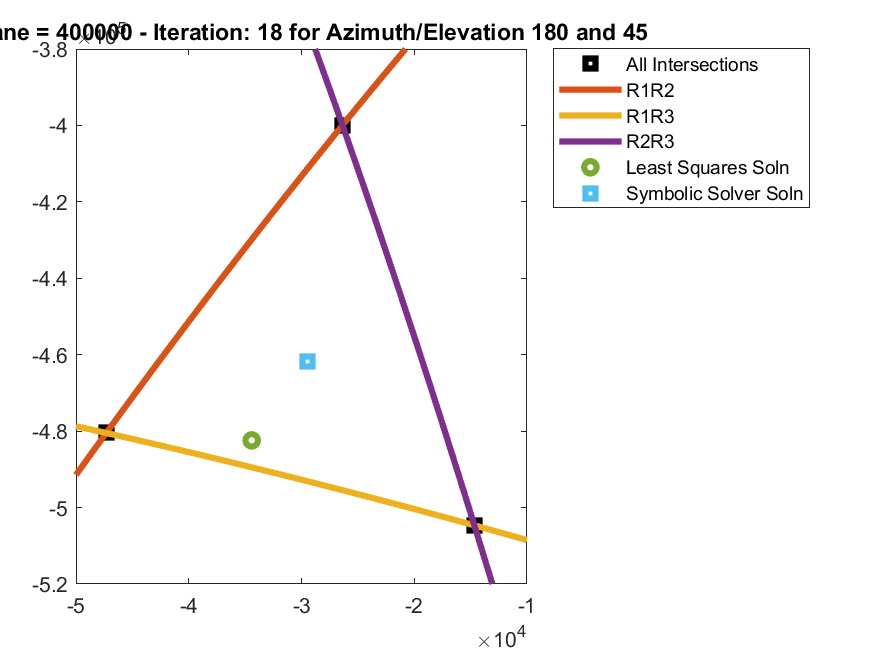 ane = 400000 - Iteration: 18 for Azimuth/Elevation 180 and 45
×10⁵
-3.8
-4
-4.2
-4.4
-4.6
-4.8
-5
-5.2
-5
-4
-3
-2
-1
×10⁴
All Intersections
R1R2
R1R3
R2R3
Least Squares Soln
Symbolic Solver Soln